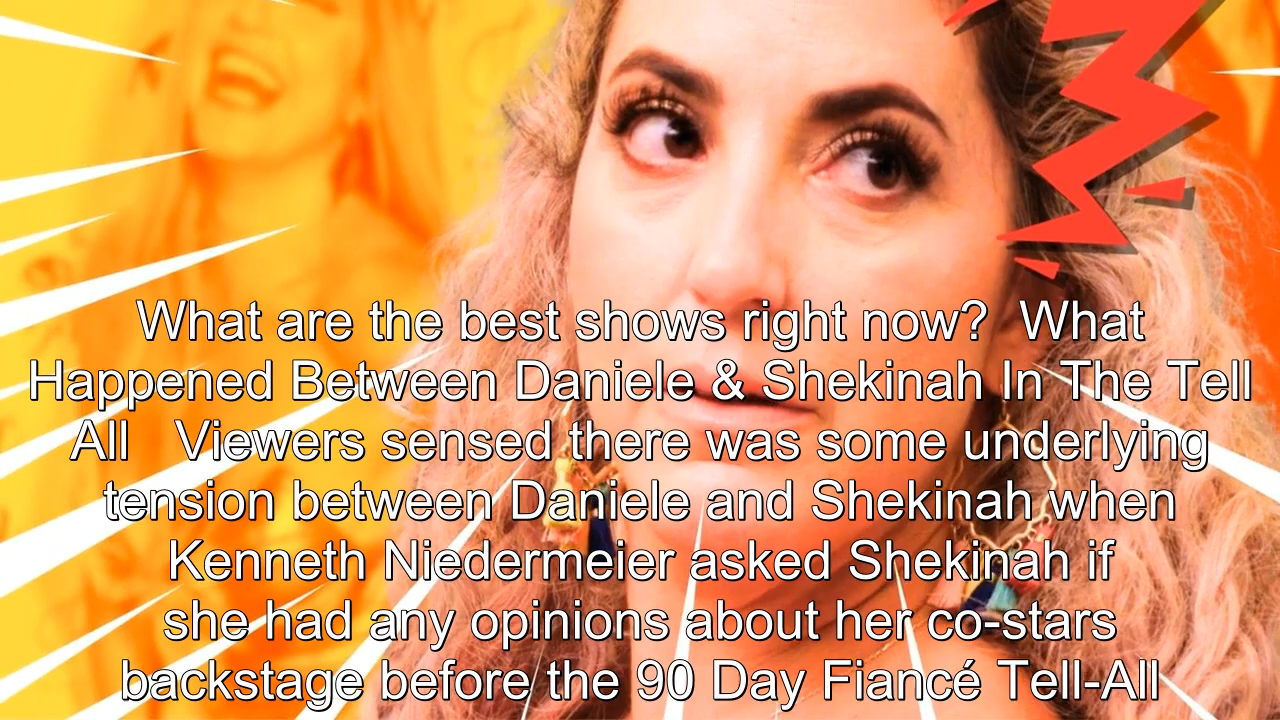 What are the best shows right now?  What
Happened Between Daniele & Shekinah In The Tell
All   Viewers sensed there was some underlying
tension between Daniele and Shekinah when
Kenneth Niedermeier asked Shekinah if
she had any opinions about her co-stars
backstage before the 90 Day Fiancé Tell-All